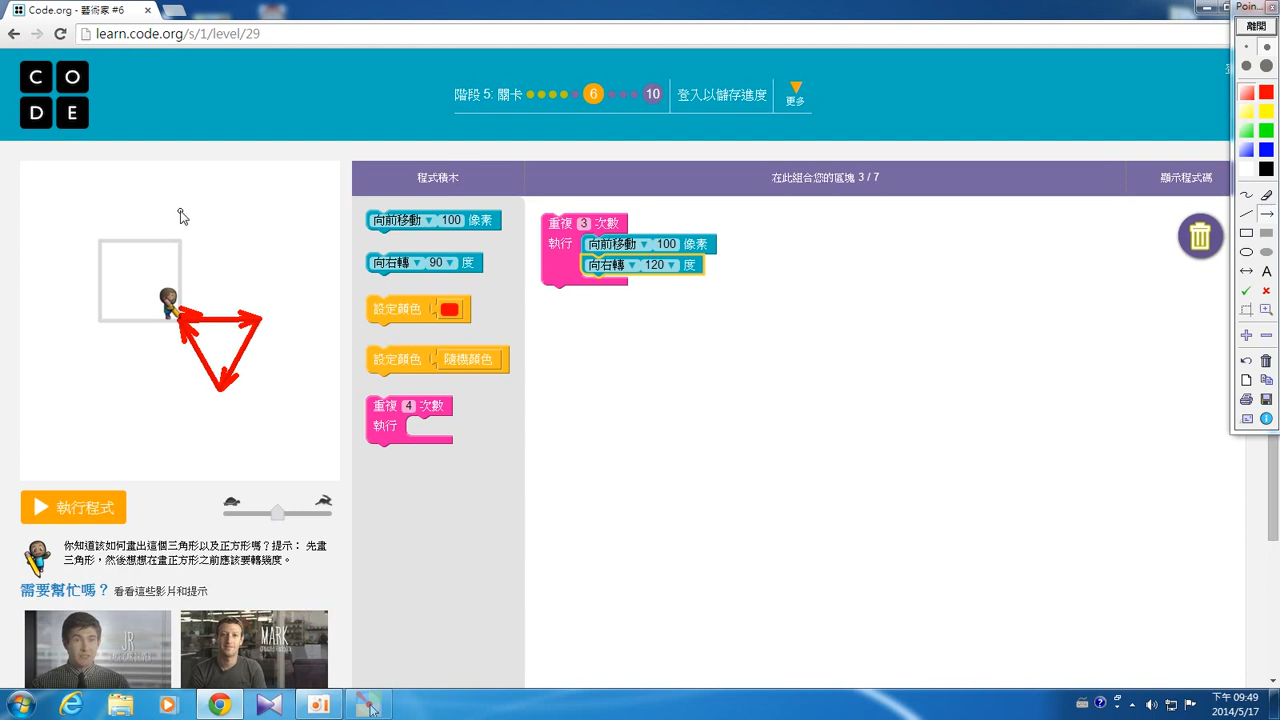 Code.org - 藝術家 #6
Poin...
learn.code.org/s/1/level/29
離開
C O
D E
階段 5: 關卡
6
10
登入以儲存進度
更多
程式積木
在此組合您的區塊 3 / 7
顯示程式碼
向前移動 100 像素
向右轉 90 度
設定顏色
設定顏色 隨機顏色
重複 4 次數
執行
重複 3 次數
執行 向前移動 100 像素
向右轉 120 度
A
執行程式
你知道該如何畫出這個三角形以及正方形嗎？提示： 先畫
三角形，然後想想在畫正方形之前應該要轉幾度。
需要幫忙嗎？ 看看這些影片和提示
JR
MARK
下午 09:49
2014/5/17